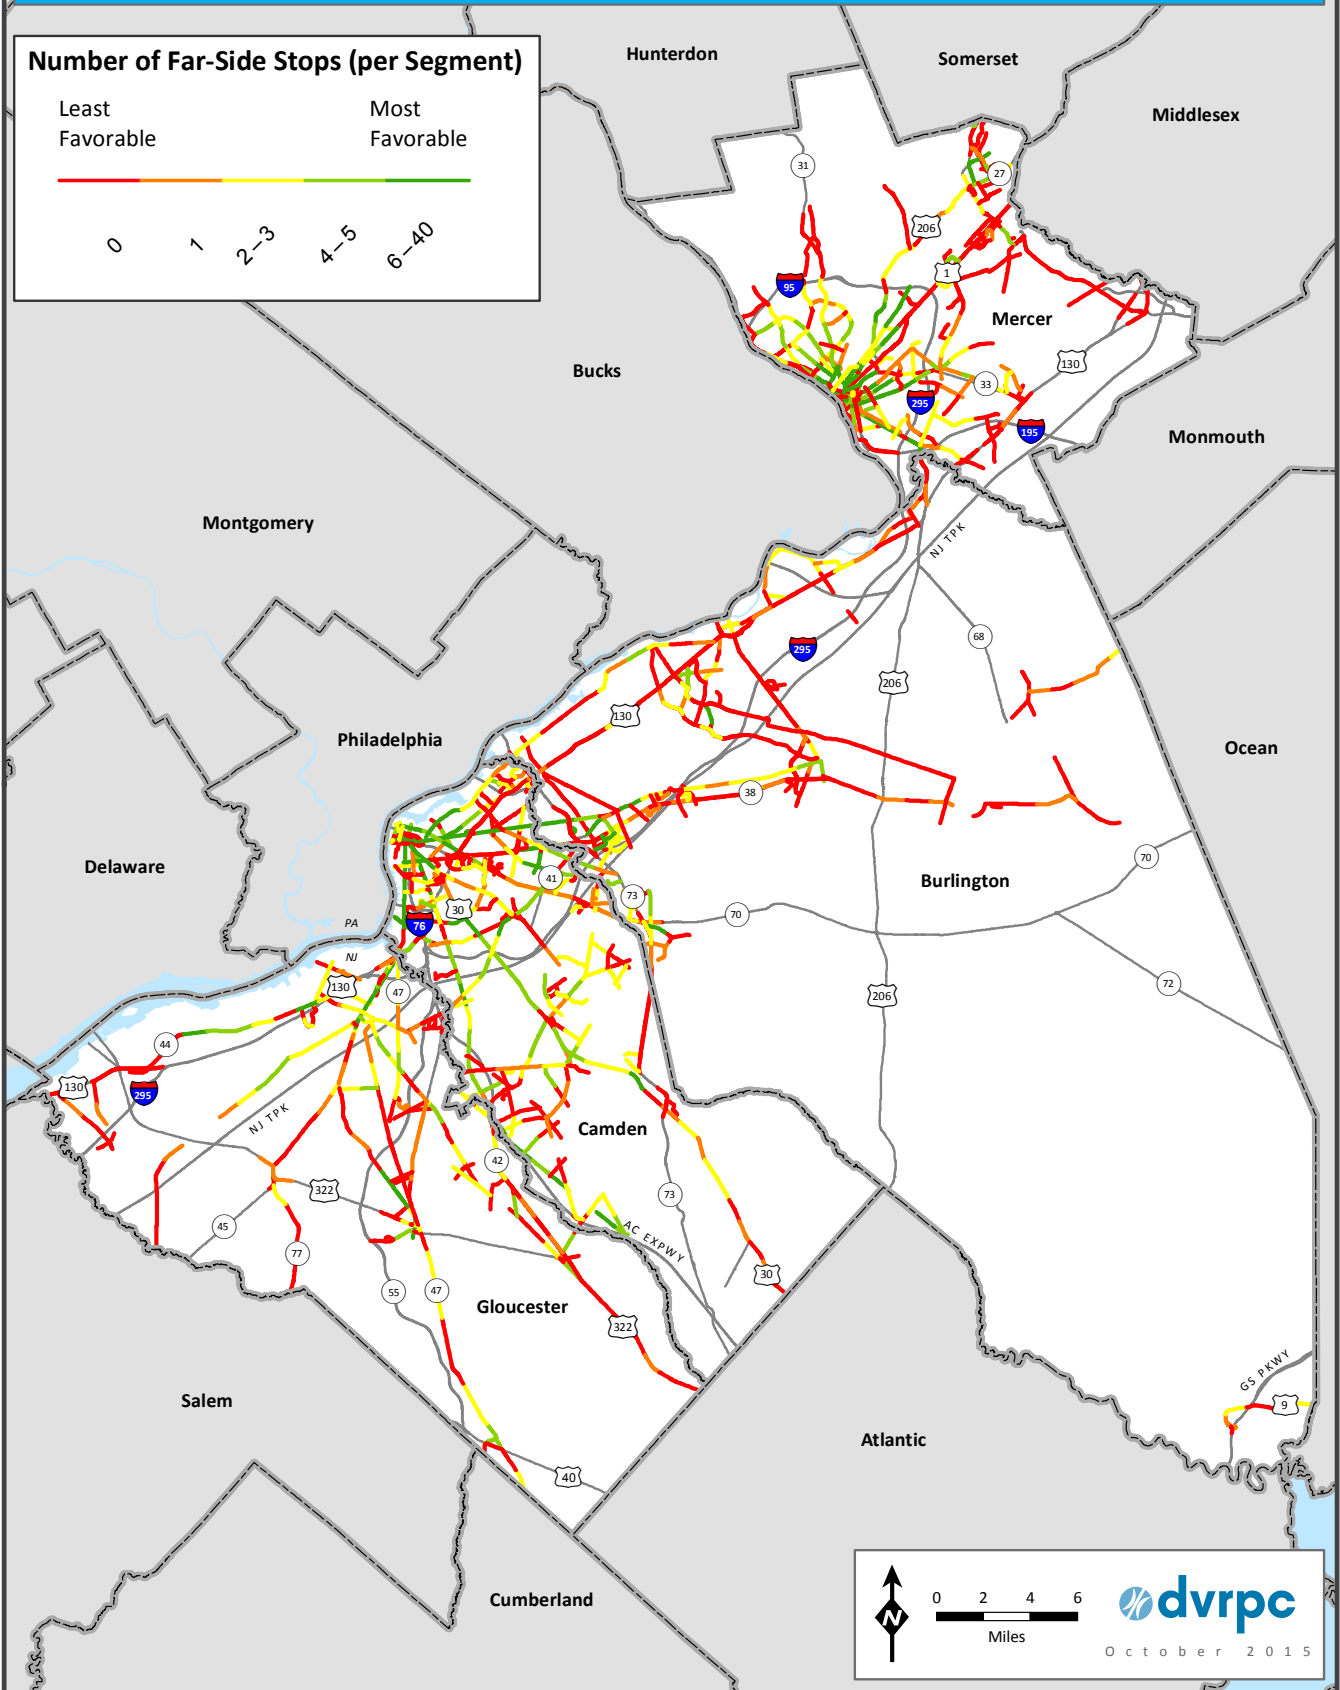 Number of Far-Side Stops (per Segment)
Least Favorable
Most Favorable
0
1
2–3
4–5
6–40
Hunterdon
Somerset
Middlesex
31
27
206
1
95
Mercer
130
33
295
195
Bucks
Monmouth
Montgomery
NJ TPK
68
295
206
130
Philadelphia
Ocean
38
Delaware
41
73
30
76
70
70
Burlington
PA
NJ
130
47
206
72
44
130
295
NJ TPK
Camden
42
322
73
45
77
AC EXPWY
30
55
47
Gloucester
322
GS PKWY
9
Salem
Atlantic
40
Cumberland
N
0 2 4 6
Miles
dvrpc
October 2015